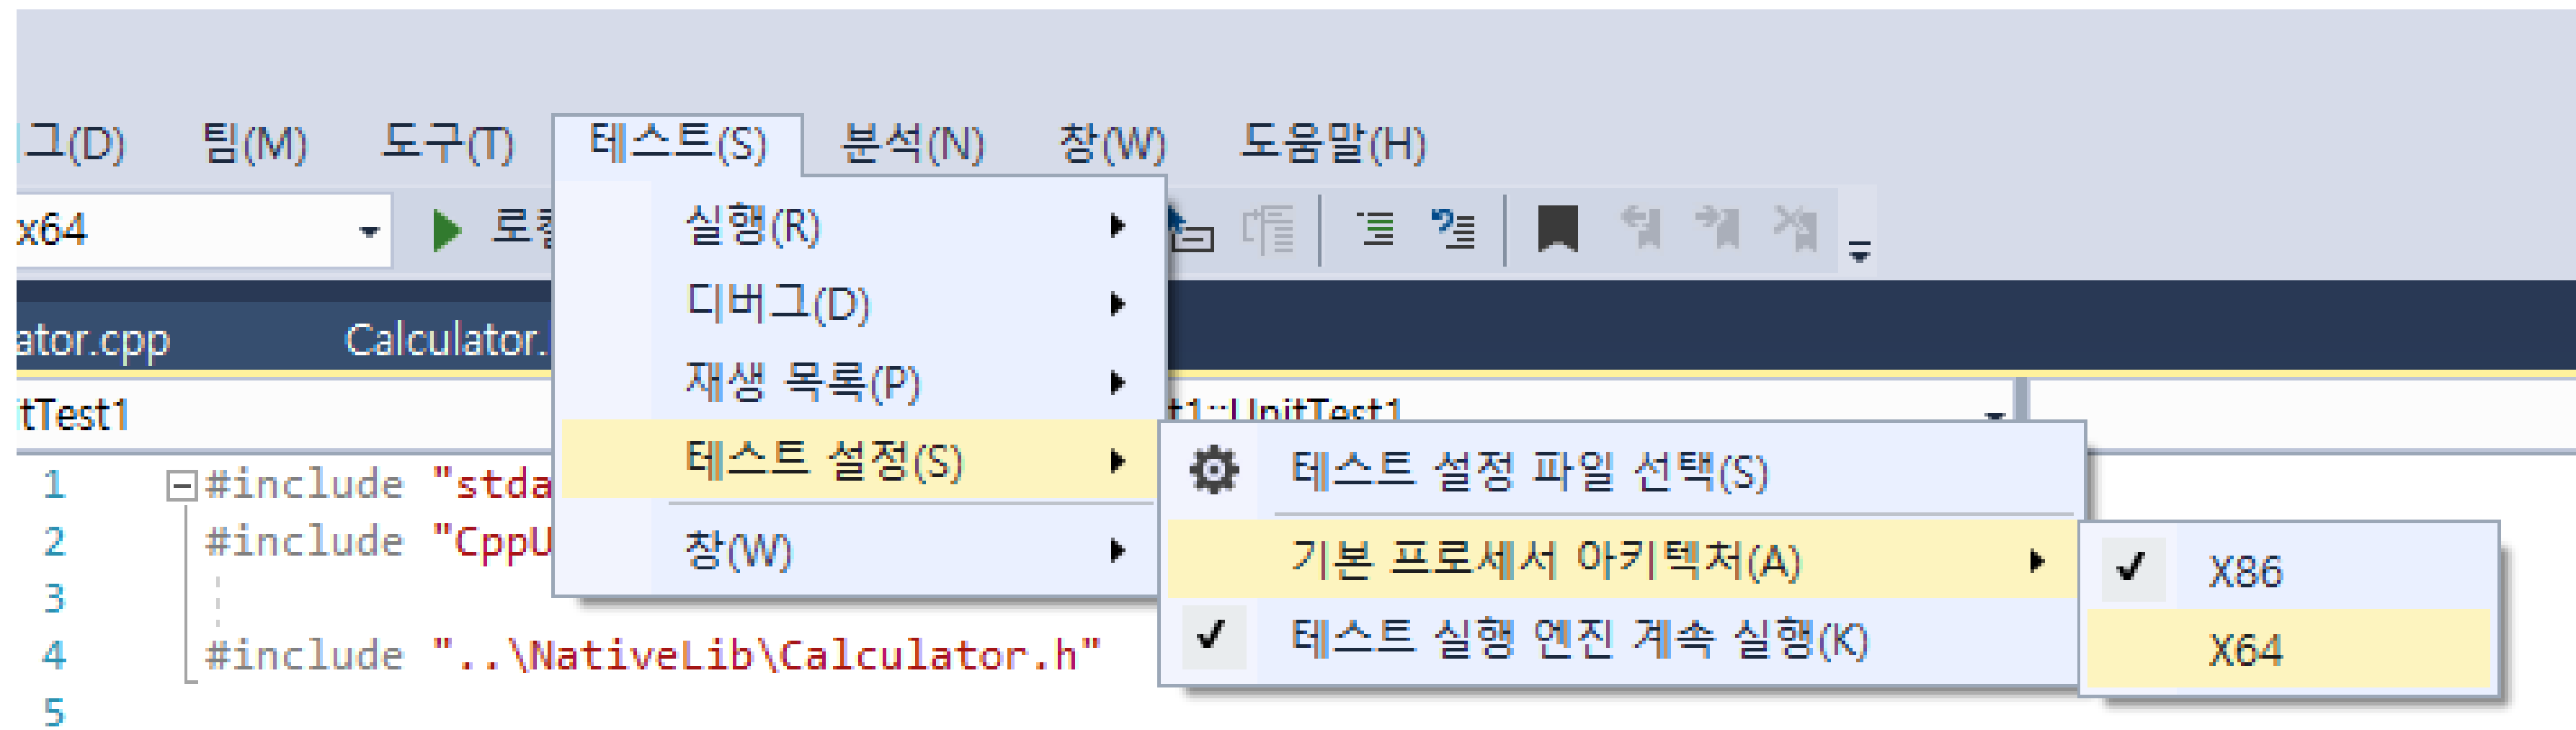 그(D) 팀(M) 도구(T) 테스트(S) 분석(N) 창(W) 도움말(H)
x64
실행(R)
디버그(D)
ator.cpp Calculator.
재생 목록(P)
itTest1
t1::UnitTest1
테스트 설정(S)
테스트 설정 파일 선택(S)
1 #include "stda
2 #include "CppU
창(W)
기본 프로세서 아키텍처(A)
X86
3
테스트 실행 엔진 계속 실행(K)
X64
4 #include "..\NativeLib\Calculator.h"
5